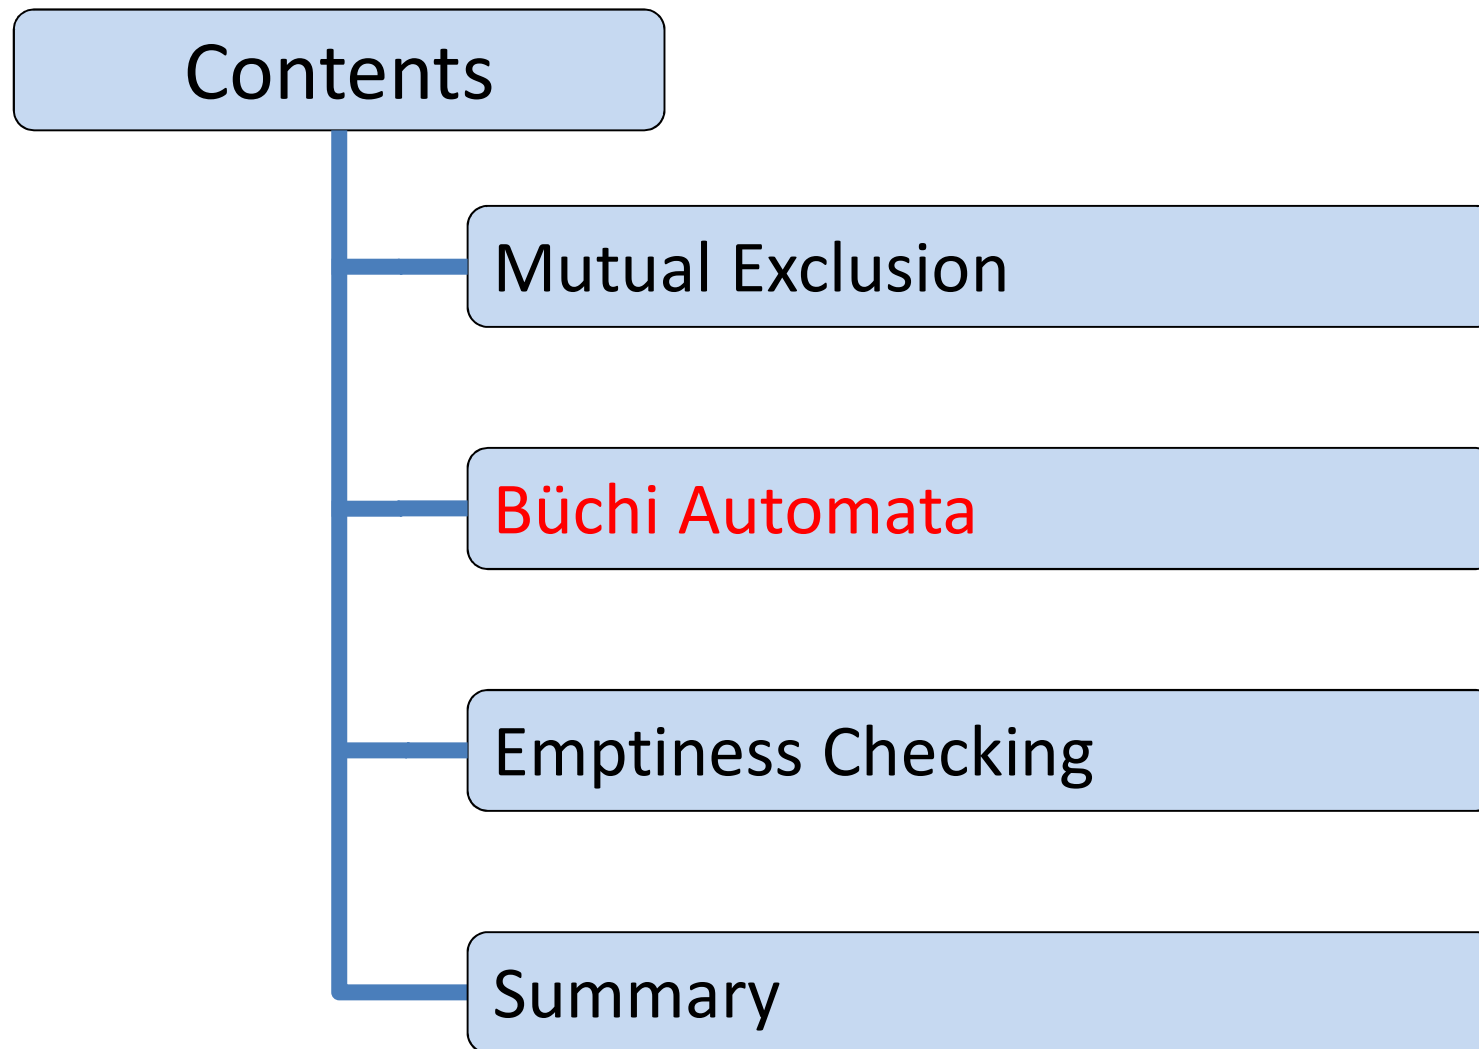 Contents
Mutual Exclusion
Büchi Automata
Emptiness Checking
Summary